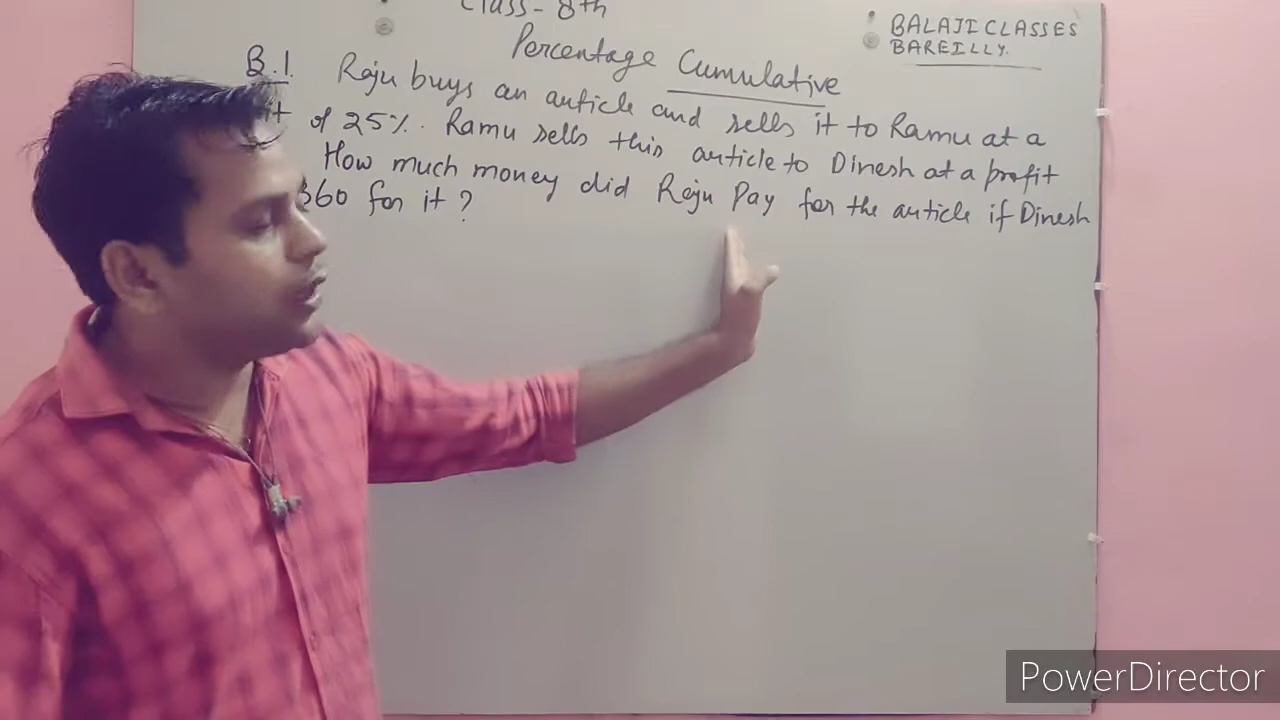 Class- 8th
BALAJI CLASSES
BAREILLY.
Percentage Cumulative
Q.1. Raju buys an article and sells it to Ramu at a
it of 25%. Ramu sells this article to Dinesh at a profit
How much money did Raju Pay for the article if Dinesh
360 for it ?
PowerDirector